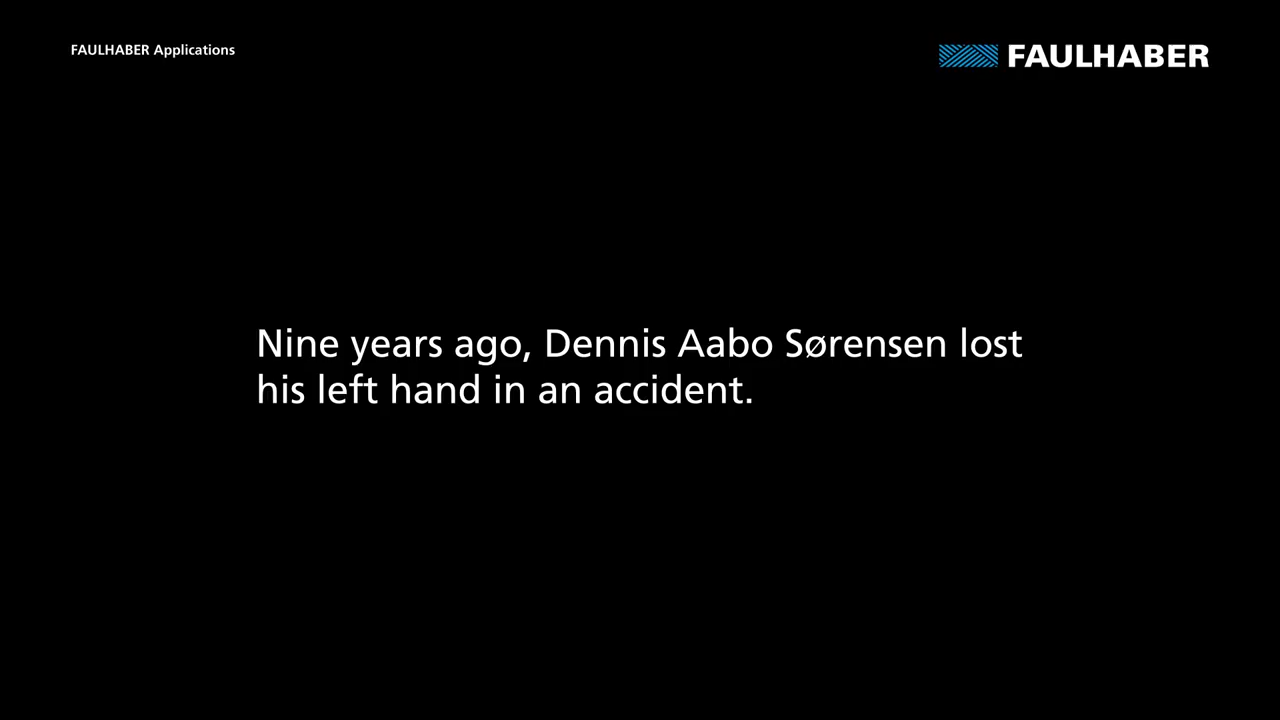 FAULHABER Applications
FAULHABER
Nine years ago, Dennis Aabo Sørensen lost
his left hand in an accident.